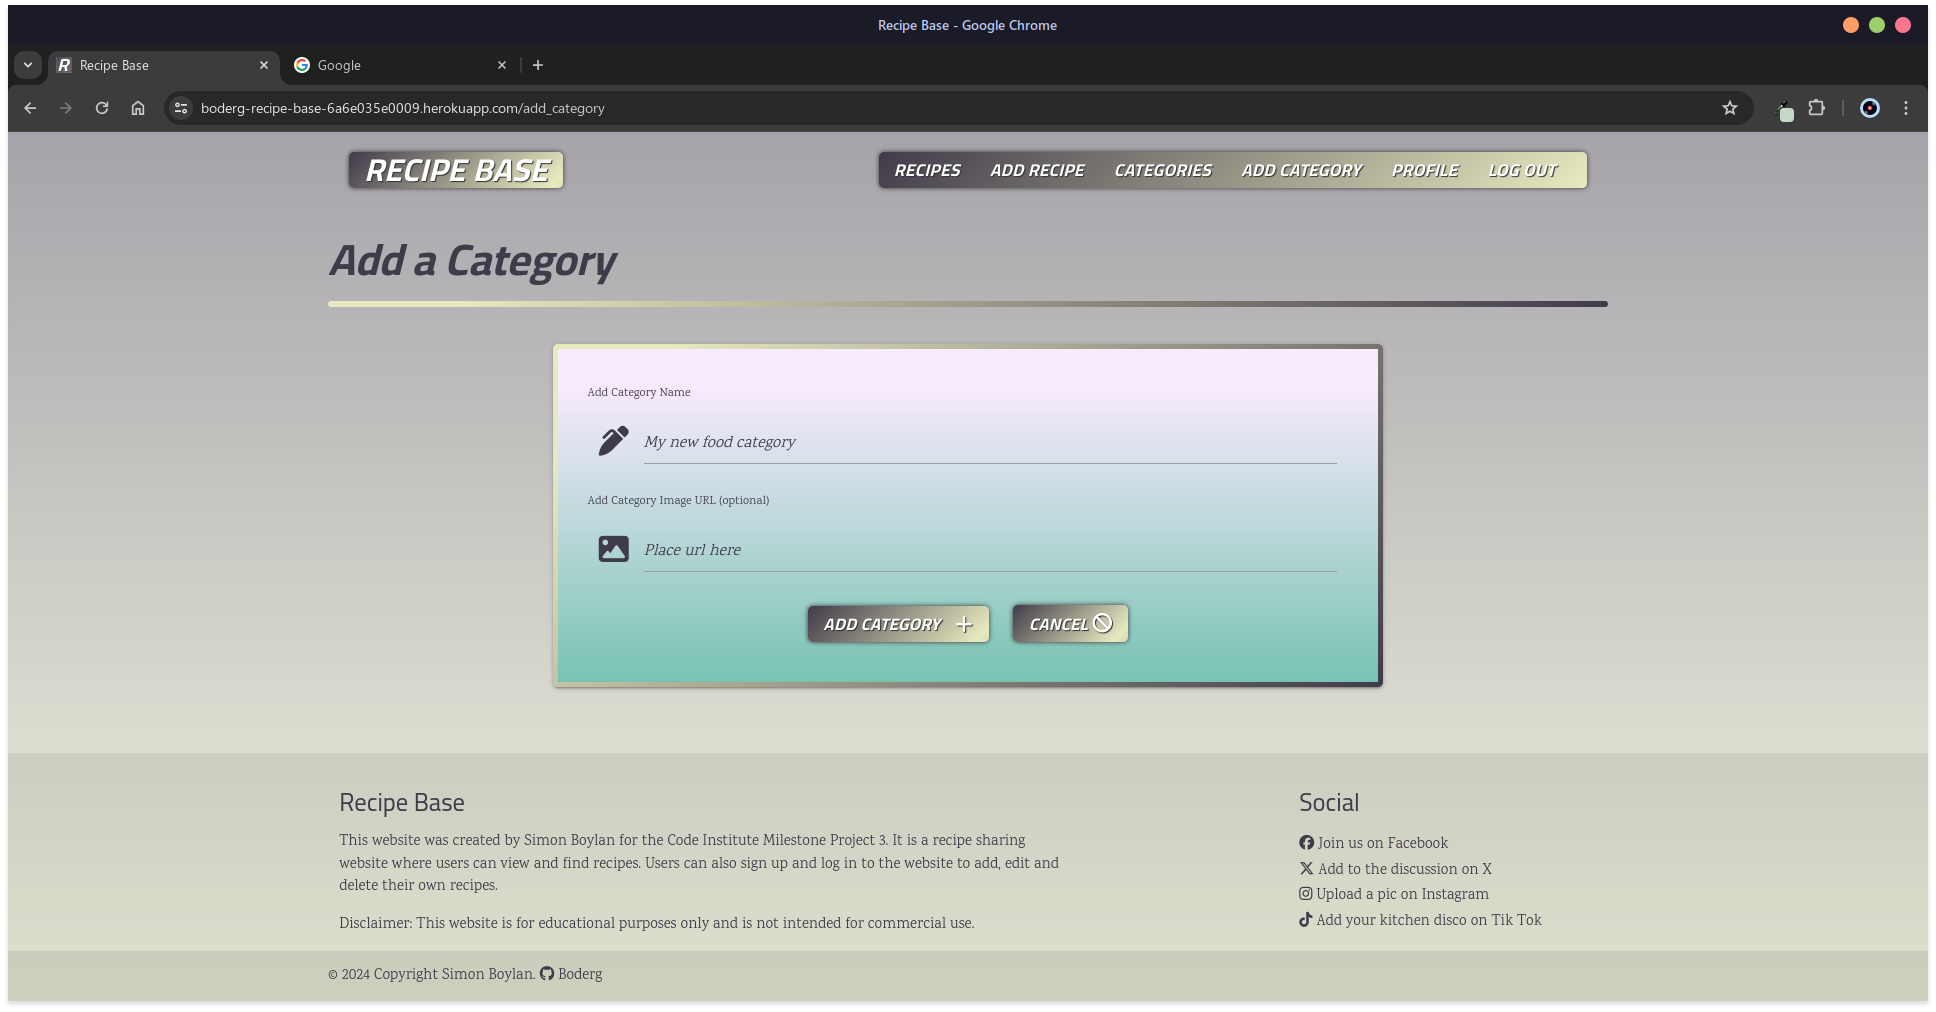 Recipe Base - Google Chrome
Recipe Base
Google
boderg-recipe-base-6a6e035e0009.herokuapp.com/add_category
RECIPE BASE
RECIPES ADD RECIPE CATEGORIES ADD CATEGORY PROFILE LOG OUT
Add a Category
Add Category Name
My new food category
Add Category Image URL (optional)
Place url here
ADD CATEGORY
CANCEL
Recipe Base
This website was created by Simon Boylan for the Code Institute Milestone Project 3. It is a recipe sharing
website where users can view and find recipes. Users can also sign up and log in to the website to add, edit and
delete their own recipes.
Disclaimer: This website is for educational purposes only and is not intended for commercial use.
Social
Join us on Facebook
Add to the discussion on X
Upload a pic on Instagram
Add your kitchen disco on Tik Tok
© 2024 Copyright Simon Boylan. Boderg